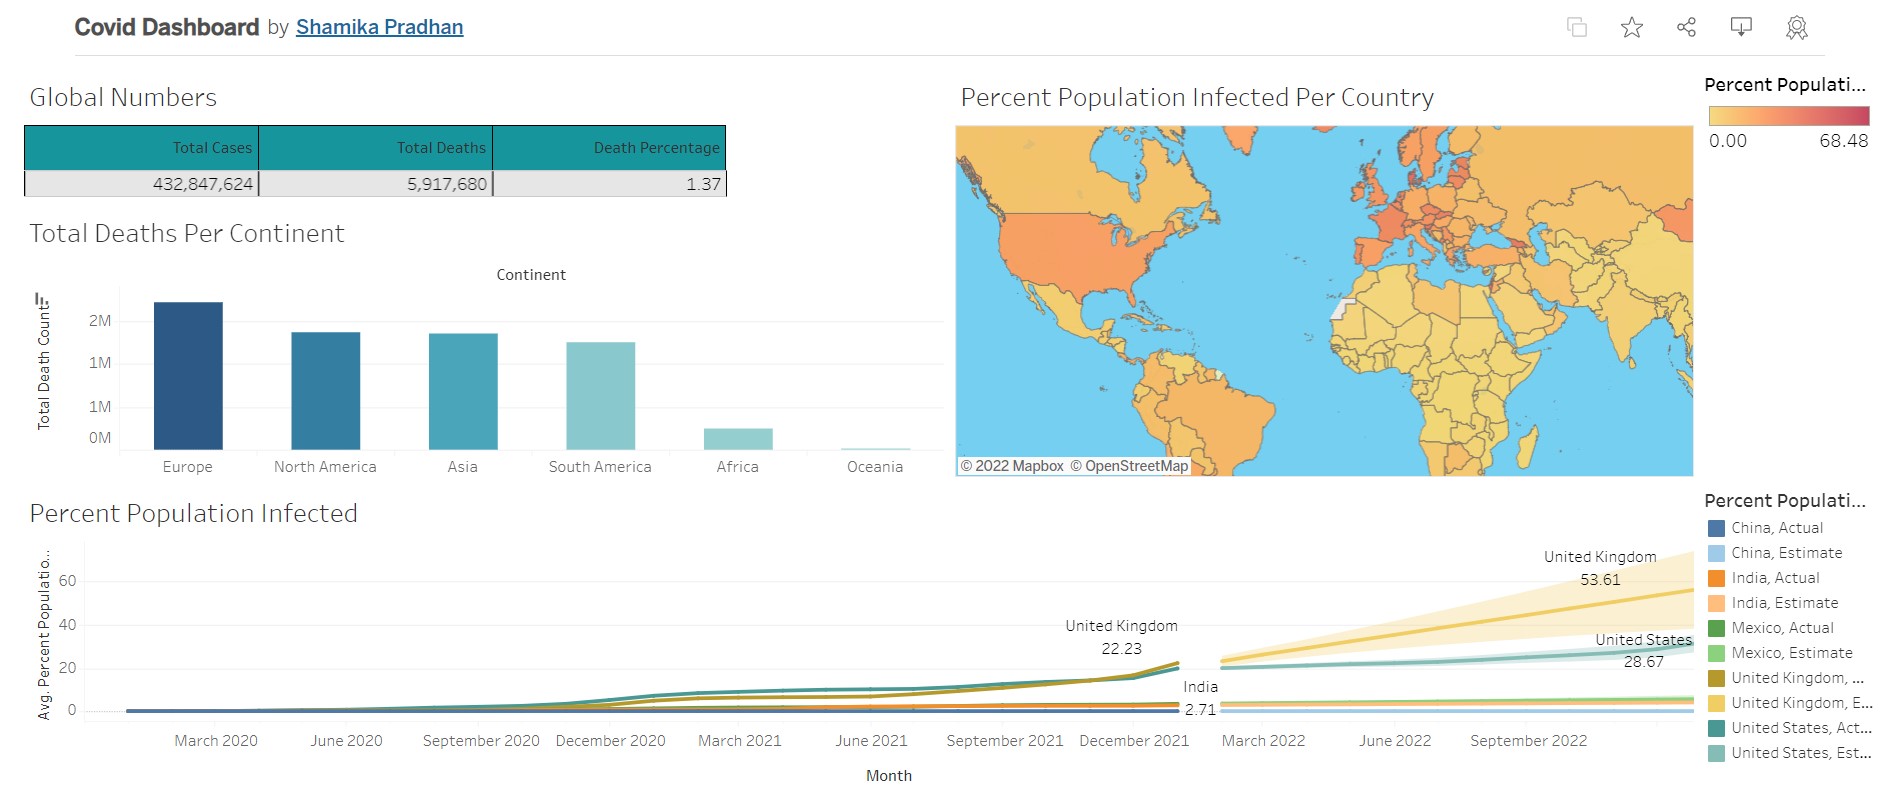 Covid Dashboard by Shamika Pradhan
Global Numbers
Total Cases Total Deaths Death Percentage
432,847,624 5,917,680 1.37
Total Deaths Per Continent
Continent
Total Death Count
2M
1M
1M
0M
Europe North America Asia South America Africa Oceania
Percent Population Infected Per Country
© 2022 Mapbox © OpenStreetMap
Percent Populati...
0.00 68.48
Percent Population Infected
Avg. Percent Populatio...
60
40
20
0
United Kingdom
22.23
India
2.71
United Kingdom
53.61
United States
28.67
March 2020 June 2020 September 2020 December 2020 March 2021 June 2021 September 2021 December 2021 March 2022 June 2022 September 2022
Month
Percent Populati...
China, Actual
China, Estimate
India, Actual
India, Estimate
Mexico, Actual
Mexico, Estimate
United Kingdom, ...
United Kingdom, E...
United States, Act...
United States, Est...